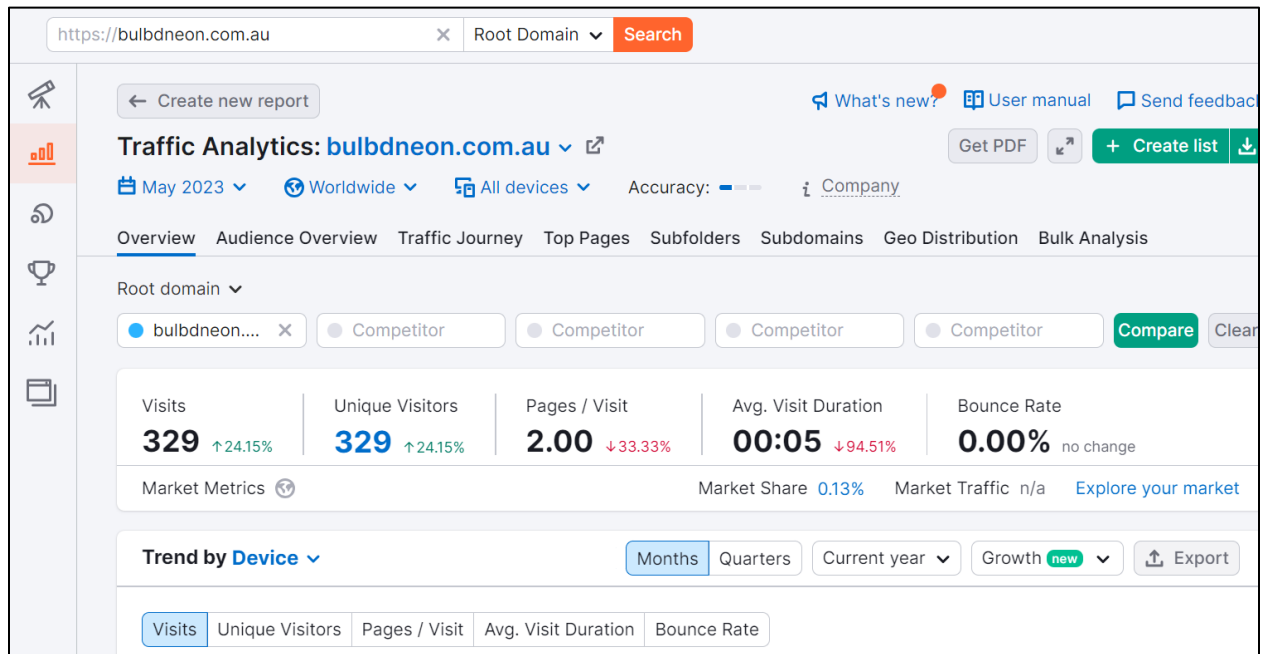 https://bulbdneon.com.au Root Domain Search
Create new report What's new? User manual Send feedbacl
Traffic Analytics: bulbdneon.com.au Get PDF + Create list
May 2023 Worldwide All devices Accuracy: i Company
Overview Audience Overview Traffic Journey Top Pages Subfolders Subdomains Geo Distribution Bulk Analysis
Root domain
bulbdneon.... Competitor Competitor Competitor Competitor Compare Clear
Visits Unique Visitors Pages / Visit Avg. Visit Duration Bounce Rate
329 ↑24.15% 329 ↑24.15% 2.00 ↓33.33% 00:05 ↓94.51% 0.00% no change
Market Metrics Market Share 0.13% Market Traffic n/a Explore your market
Trend by Device Months Quarters Current year Growth new Export
Visits Unique Visitors Pages / Visit Avg. Visit Duration Bounce Rate